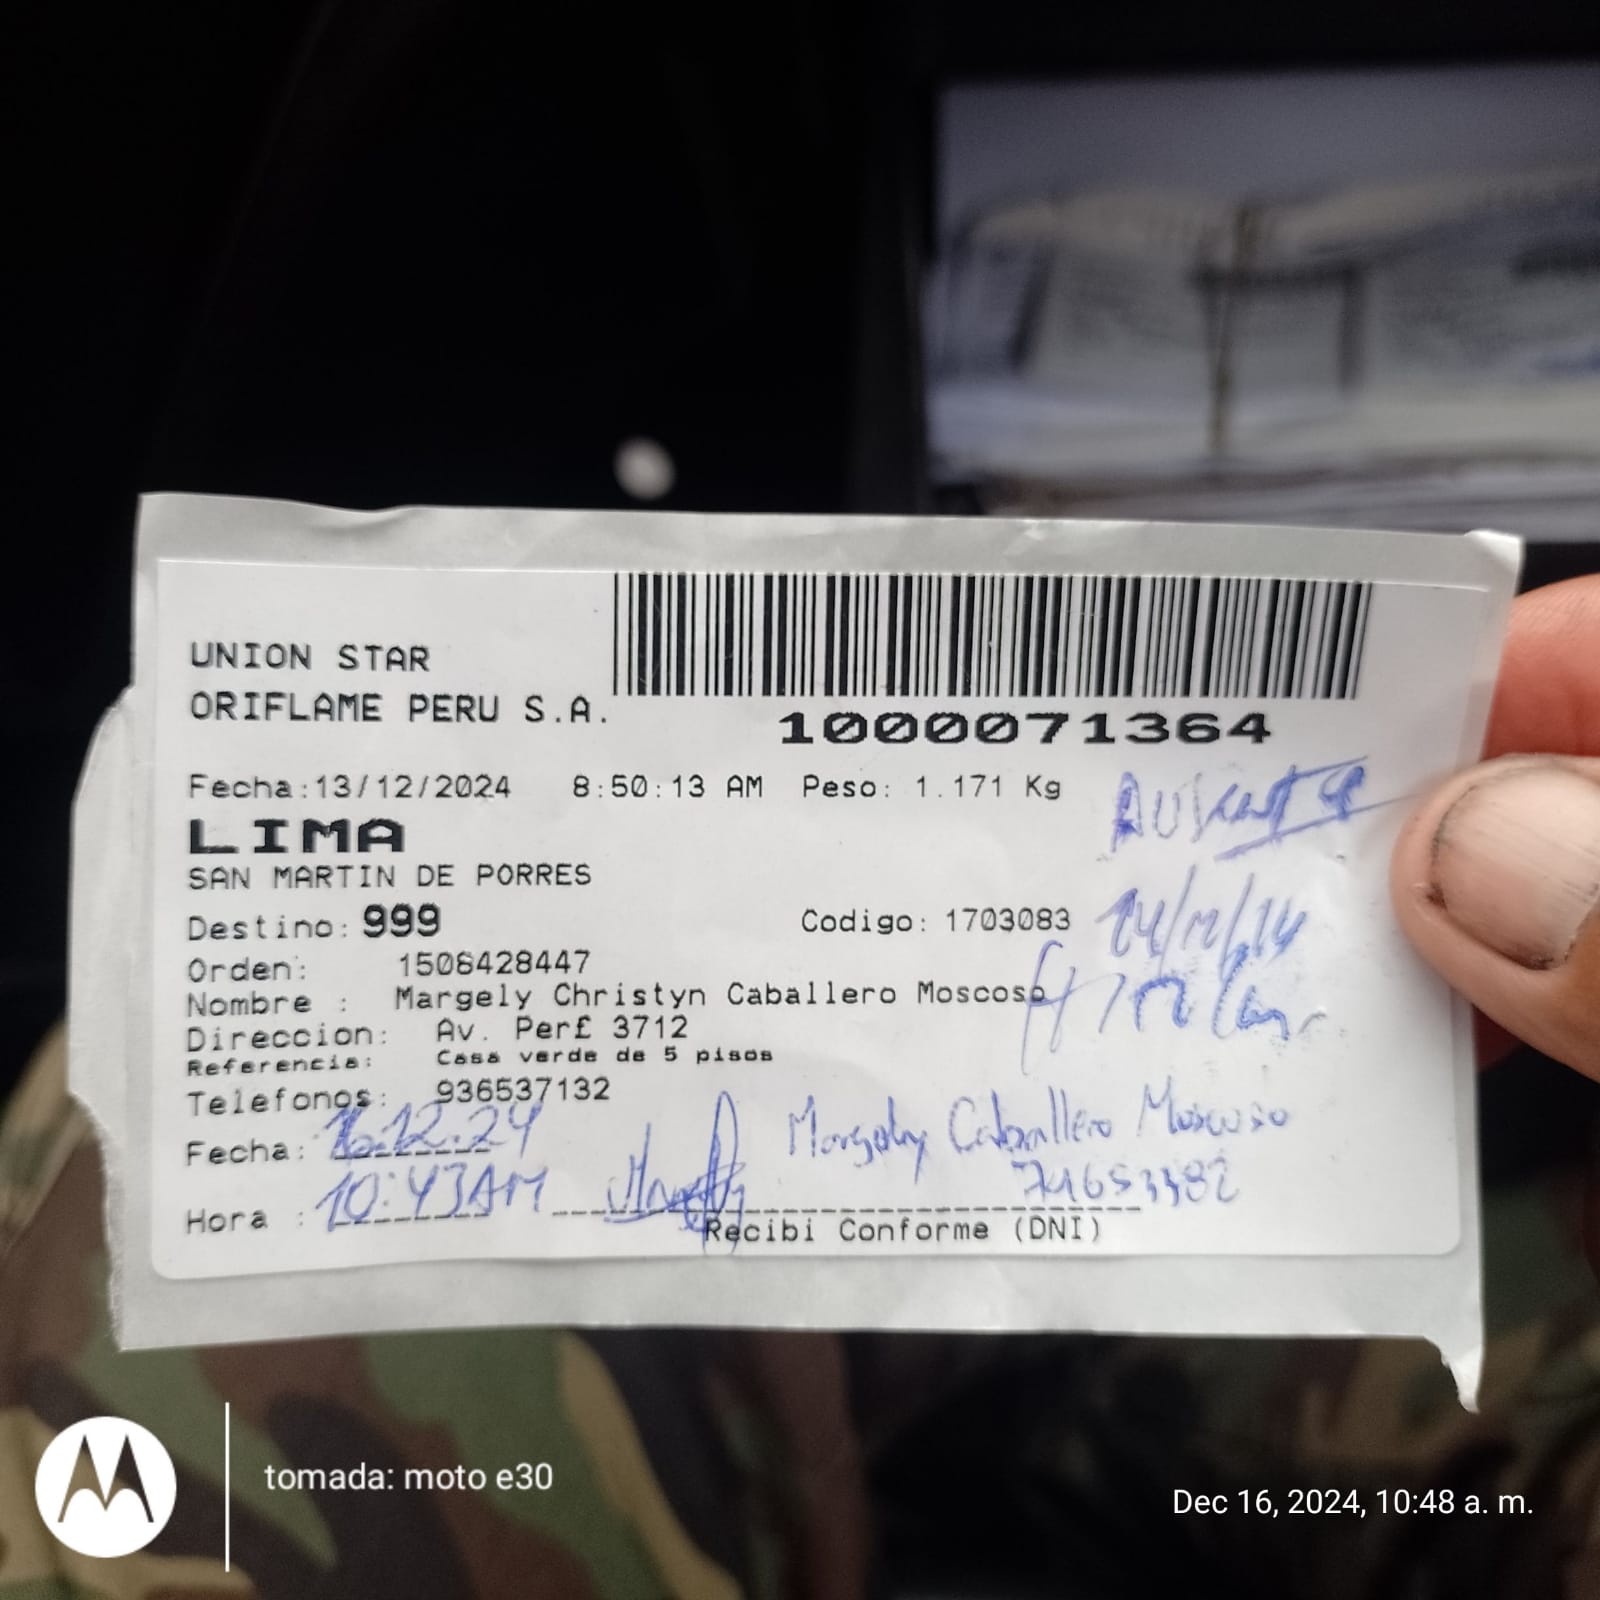 UNION STAR
ORIFLAME PERU S.A.
1000071364
Fecha:13/12/2024 8:50:13 AM Peso: 1.171 Kg
LIMA
SAN MARTIN DE PORRES
Destino: 999 Codigo: 1703083
Orden: 1506428447
Nombre : Margely Christyn Caballero Moscoso
Direccion: Av. Per£ 3712
Referencia: Casa verde de 5 pisos
Telefonos: 936537132
Fecha: 16.12.24
Margely Caballero Moscoso
Hora : 10:43AM
Recibi Conforme (DNI)
tomada: moto e30
Dec 16, 2024, 10:48 a. m.